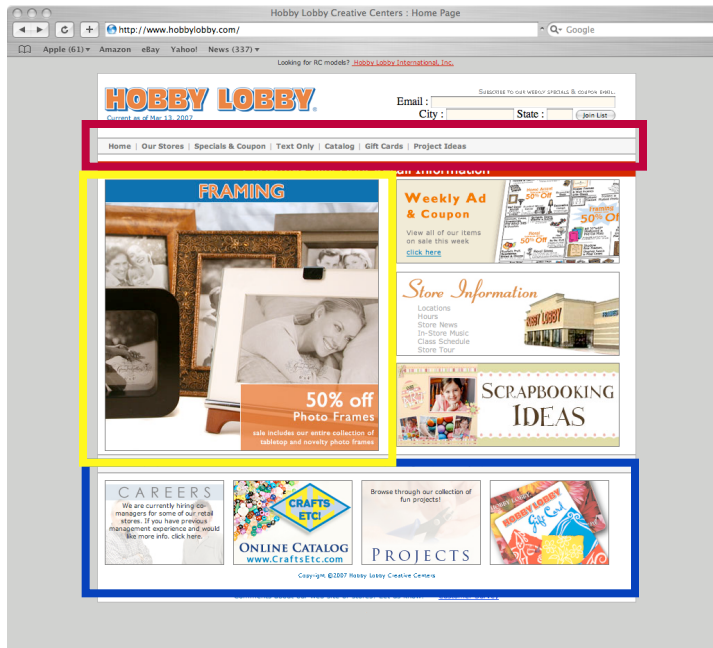 Hobby Lobby Creative Centers : Home Page
http://www.hobbylobby.com/
Google
Apple (61) Amazon eBay Yahoo! News (337)
Looking for RC models? Hobby Lobby International, Inc.
HOBBY LOBBY
Current as of Mar 13, 2007
SUBSCRIBE TO OUR WEEKLY SPECIALS & COUPON EMAIL.
Email :
City : State : Join List
Home | Our Stores | Specials & Coupon | Text Only | Catalog | Gift Cards | Project Ideas
Information
FRAMING
50% off
Photo Frames
sale includes our entire collection of
tabletop and novelty photo frames
Weekly Ad
& Coupon
View all of our items
on sale this week
click here
50% Off
Framing
50% Off
50% Off
Store Information
Locations
Hours
Store News
In-Store Music
Class Schedule
Store Tour
HOBBY LOBBY
SCRAPBOOKING
IDEAS
CAREERS
We are currently hiring co-
managers for some of our retail
stores. If you have previous
management experience and would
like more info. click here.
CRAFTS
ETC!
ONLINE CATALOG
www.CraftsEtc.com
Browse through our collection of
fun projects!
PROJECTS
HOBBY LOBBY
Gift Card
Copyright ©2007 Hobby Lobby Creative Centers